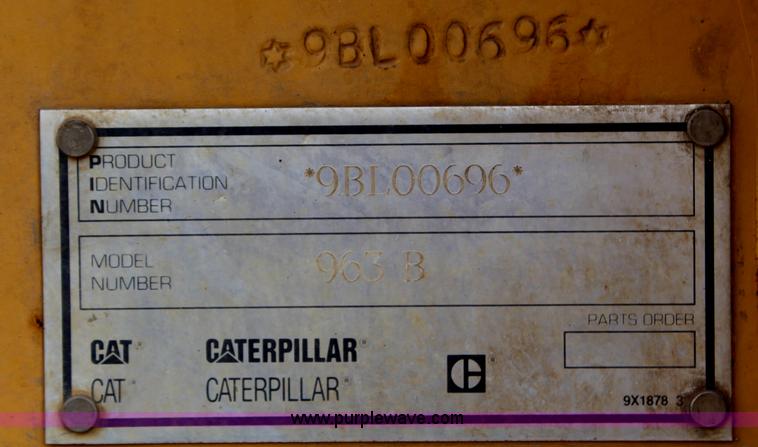 ☆9BL00696☆
PRODUCT
IDENTIFICATION
NUMBER
*9BL00696*
MODEL
NUMBER
963 B
PARTS ORDER
CAT CATERPILLAR
CAT CATERPILLAR
9X1878 3
www.purplewave.com